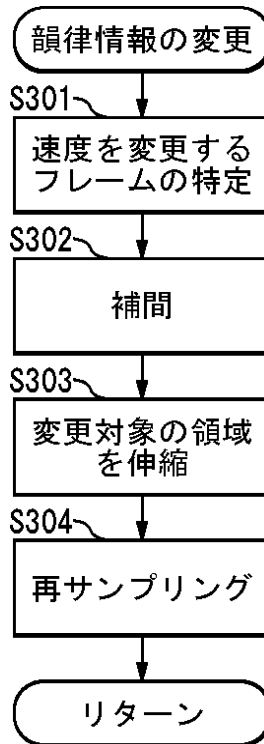 韻律情報の変更
S301
速度を変更する
フレームの特定
S302
補間
S303
変更対象の領域
を伸縮
S304
再サンプリング
リターン